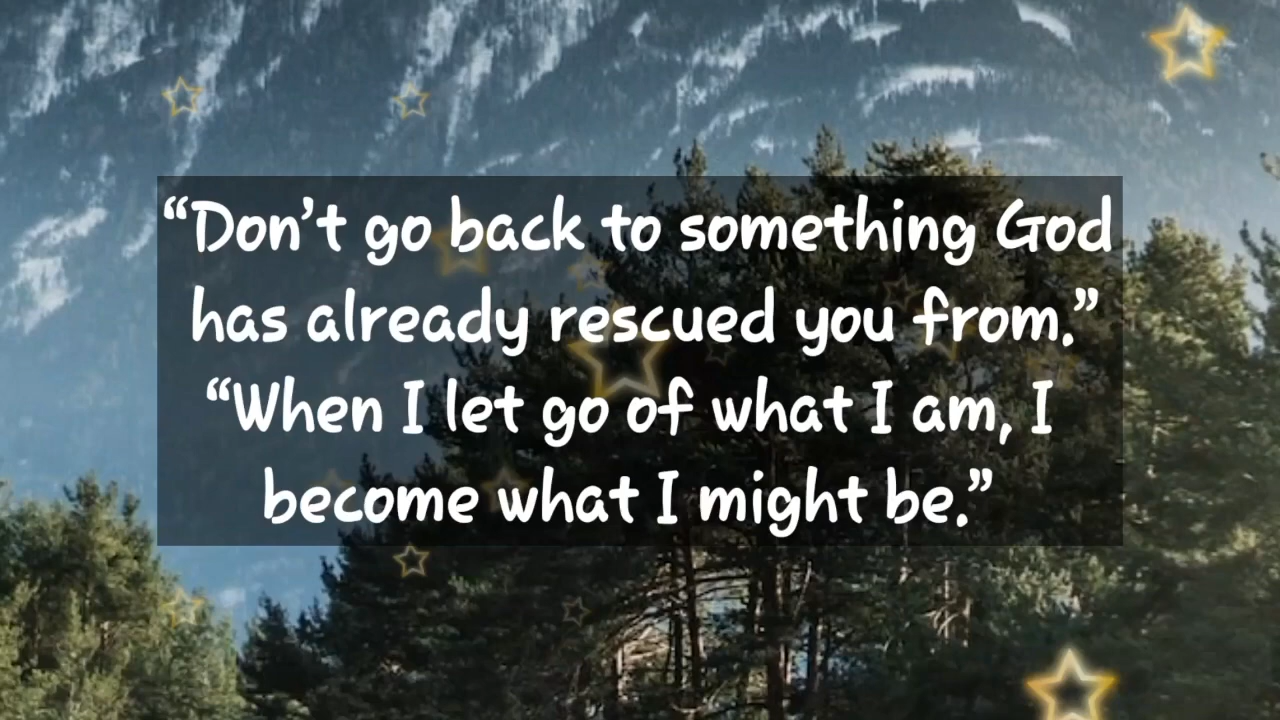 “Don’t go back to something God
has already rescued you from.”
“When I let go of what I am, I
become what I might be.”